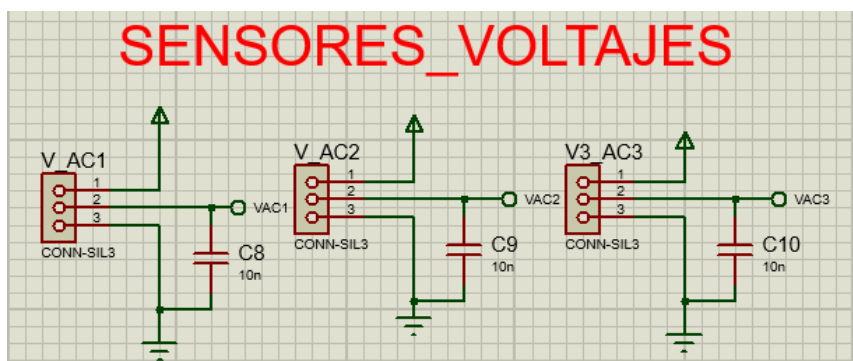 SENSORES_VOLTAJES
V_AC1
1
2
3
VAC1
CONN-SIL3
C8
10n
V_AC2
1
2
3
VAC2
CONN-SIL3
C9
10n
V3_AC3
1
2
3
VAC3
CONN-SIL3
C10
10n